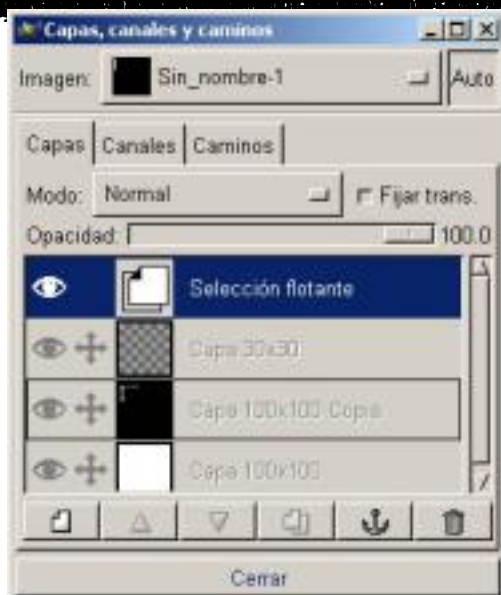 Capas, canales y caminos
Imagen: Sin_nombre-1 Auto
Capas Canales Caminos
Modo: Normal Fijar trans.
Opacidad: 100.0
Selección flotante
Capa 30x30
Capa 100x100-Copia
Capa 100x100
Cerrar